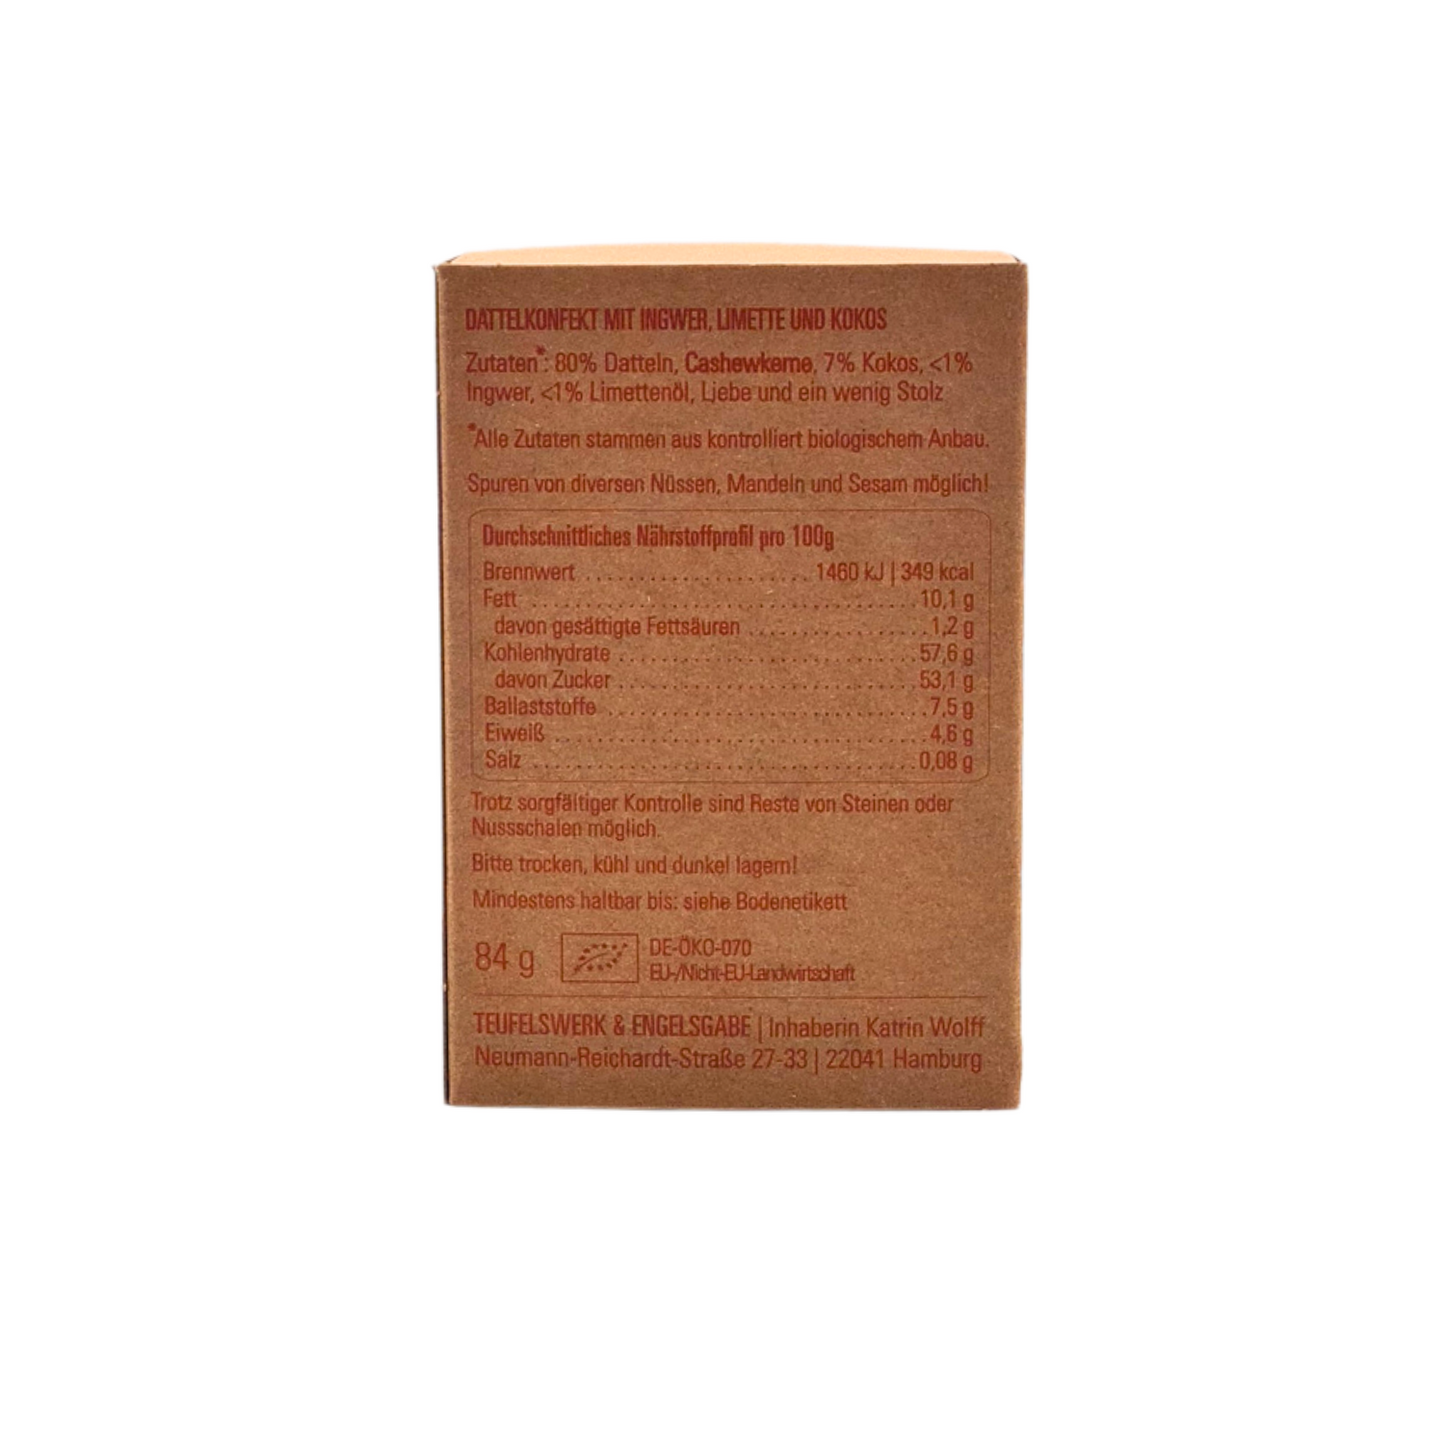 DATTELKONFEKT MIT INGWER, LIMETTE UND KOKOS
Zutaten*: 80% Datteln, Cashewkerne, 7% Kokos, <1%
Ingwer, <1% Limettenöl, Liebe und ein wenig Stolz
*Alle Zutaten stammen aus kontrolliert biologischem Anbau.
Spuren von diversen Nüssen, Mandeln und Sesam möglich!
Durchschnittliches Nährstoffprofil pro 100g
Brennwert ........................ 1460 kJ | 349 kcal
Fett ........................ 10,1 g
davon gesättigte Fettsäuren ........................ 1,2 g
Kohlenhydrate ........................ 57,6 g
davon Zucker ........................ 53,1 g
Ballaststoffe ........................ 7,5 g
Eiweiß ........................ 4,6 g
Salz ........................ 0,08 g
Trotz sorgfältiger Kontrolle sind Reste von Steinen oder
Nussschalen möglich.
Bitte trocken, kühl und dunkel lagern!
Mindestens haltbar bis: siehe Bodenetikett
84 g
DE-ÖKO-070
EU-/Nicht-EU-Landwirtschaft
TEUFELSWERK & ENGELSGABE | Inhaberin Katrin Wolff
Neumann-Reichardt-Straße 27-33 | 22041 Hamburg